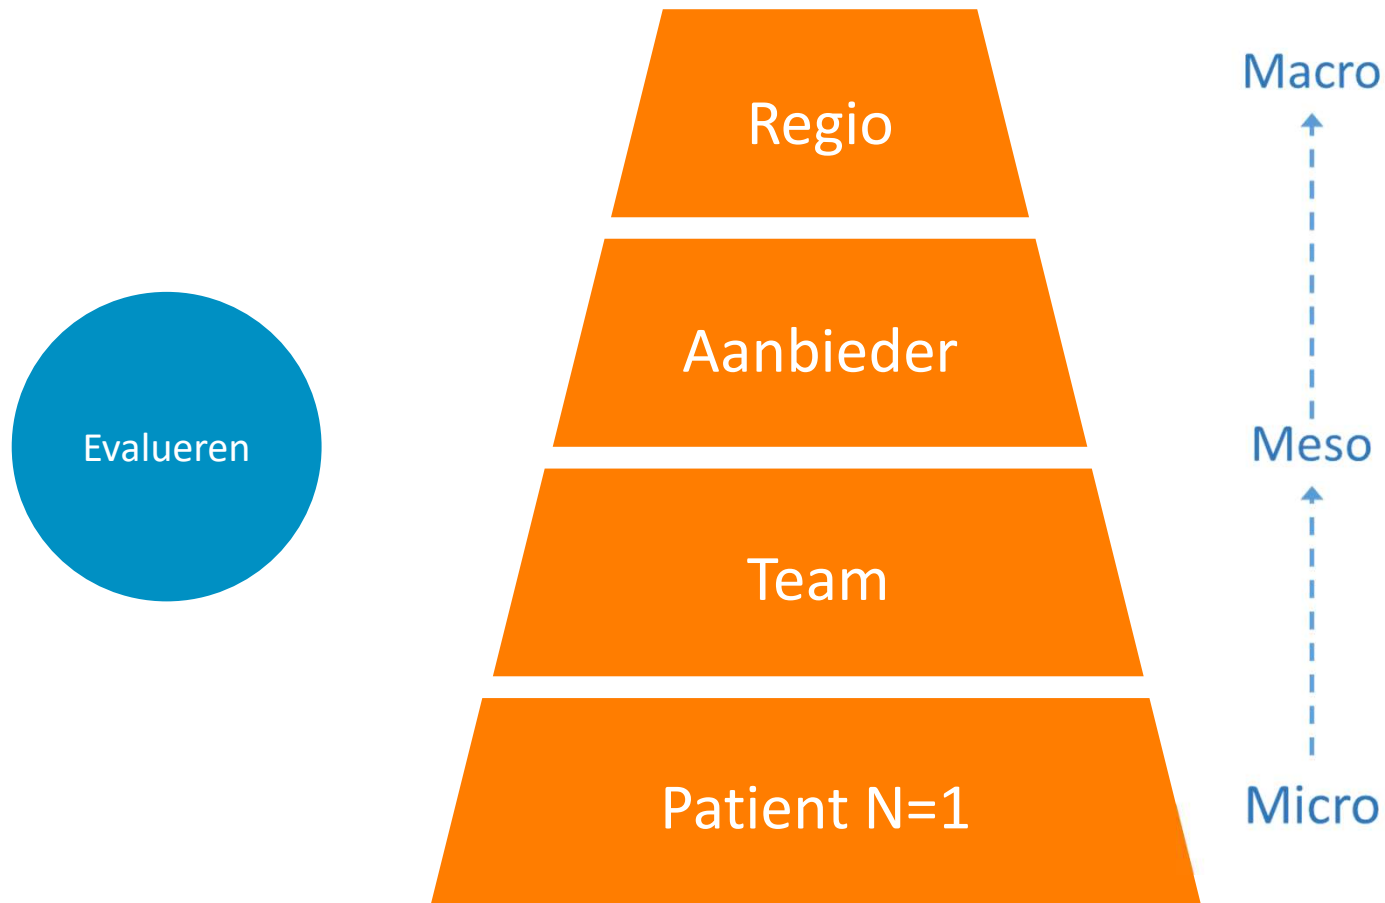 Regio
Aanbieder
Team
Patient N=1
Evalueren
Macro
Meso
Micro